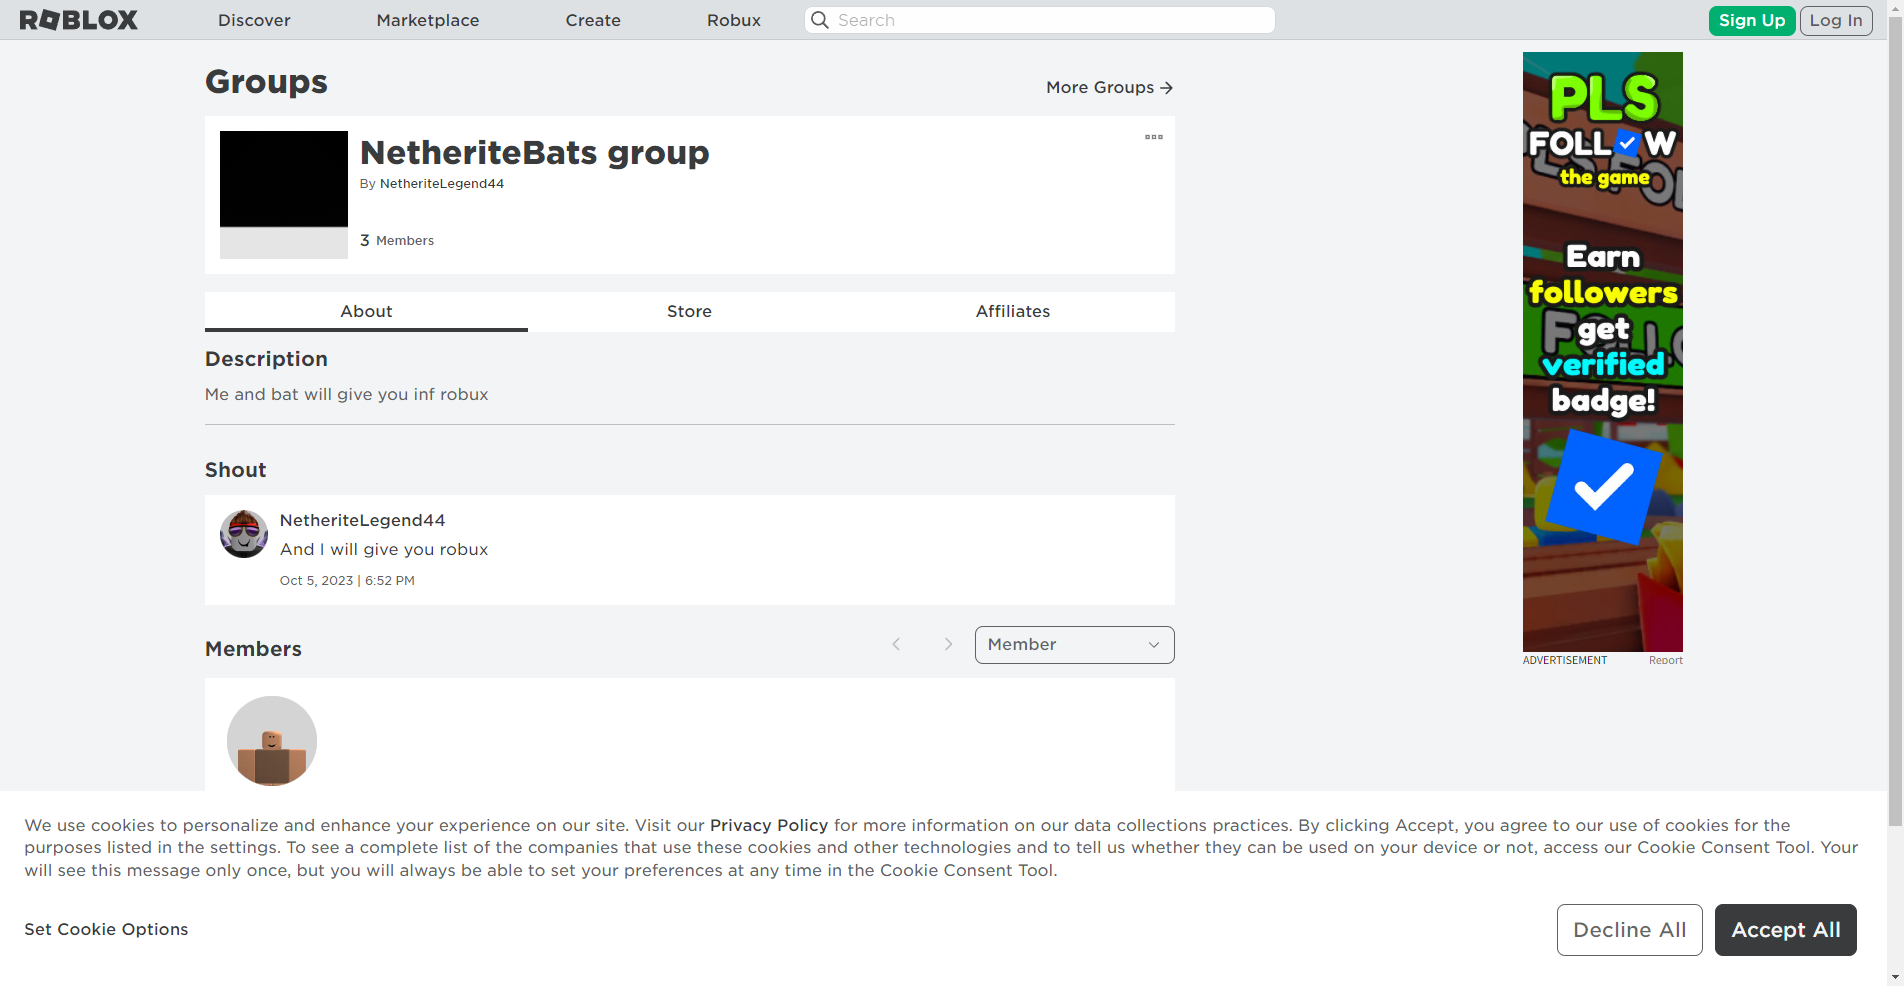 ROBLOX Discover Marketplace Create Robux Search Sign Up Log In
Groups
More Groups →
NetheriteBats group
By NetheriteLegend44
3 Members
About Store Affiliates
Description
Me and bat will give you inf robux
Shout
NetheriteLegend44
And I will give you robux
Oct 5, 2023 | 6:52 PM
Members
Member
PLS
FOLLOW
the game
Earn
followers
get
verified
badge!
ADVERTISEMENT Report
We use cookies to personalize and enhance your experience on our site. Visit our Privacy Policy for more information on our data collections practices. By clicking Accept, you agree to our use of cookies for the
purposes listed in the settings. To see a complete list of the companies that use these cookies and other technologies and to tell us whether they can be used on your device or not, access our Cookie Consent Tool. Your
will see this message only once, but you will always be able to set your preferences at any time in the Cookie Consent Tool.
Set Cookie Options
Decline All
Accept All